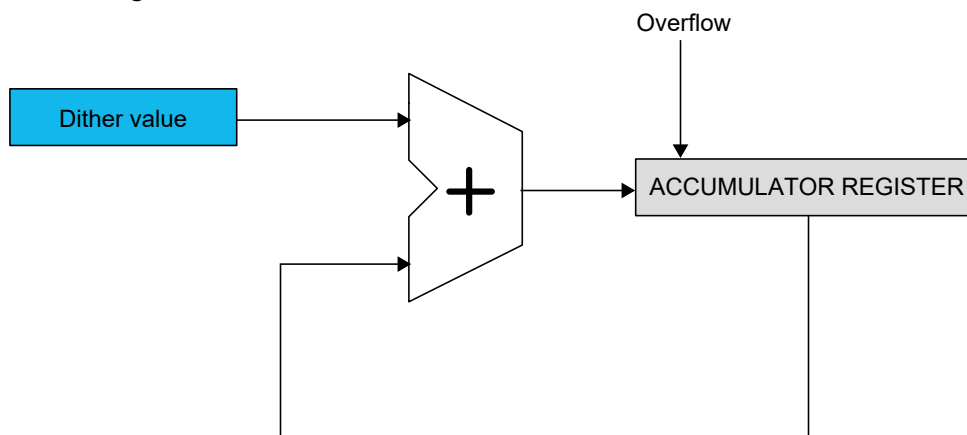 Overflow
Dither value
+
ACCUMULATOR REGISTER